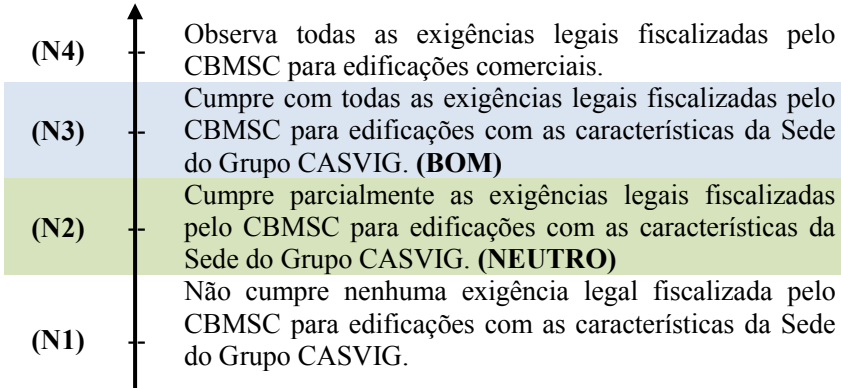 (N4)
Observa todas as exigências legais fiscalizadas pelo
CBMSC para edificações comerciais.
(N3)
Cumpre com todas as exigências legais fiscalizadas pelo
CBMSC para edificações com as características da Sede
do Grupo CASVIG. (BOM)
(N2)
Cumpre parcialmente as exigências legais fiscalizadas
pelo CBMSC para edificações com as características da
Sede do Grupo CASVIG. (NEUTRO)
(N1)
Não cumpre nenhuma exigência legal fiscalizada pelo
CBMSC para edificações com as características da Sede
do Grupo CASVIG.